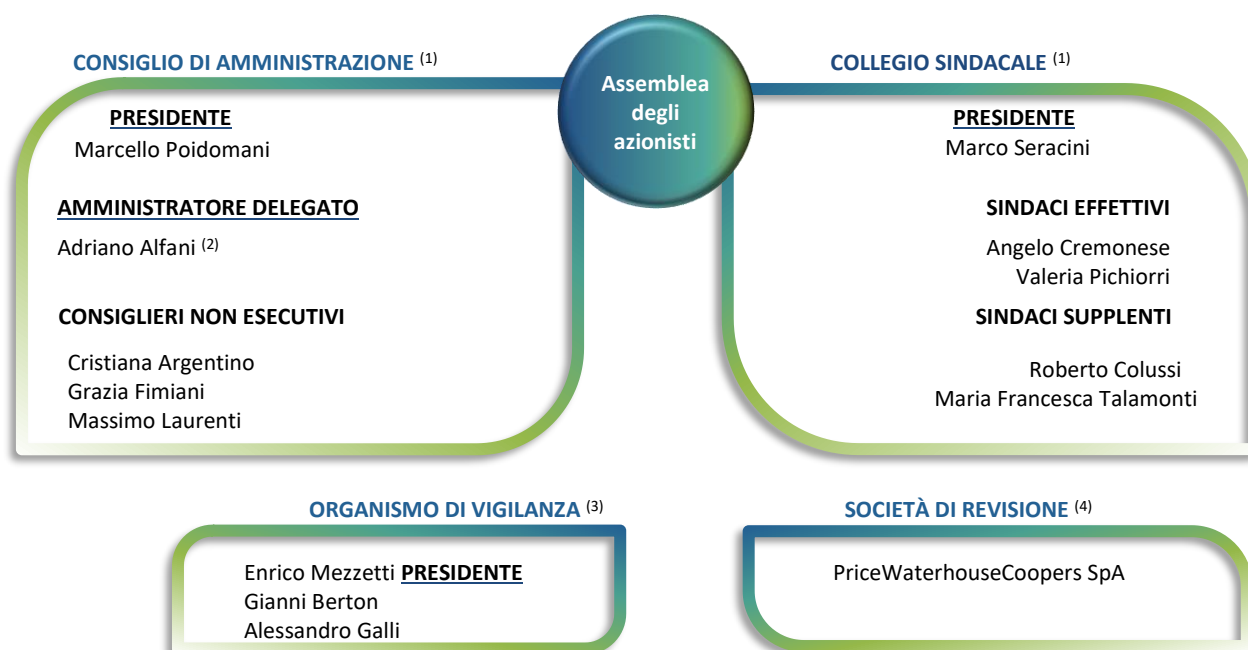 CONSIGLIO DI AMMINISTRAZIONE (1)
PRESIDENTE
Marcello Poidomani
AMMINISTRATORE DELEGATO
Adriano Alfani (2)
CONSIGLIERI NON ESECUTIVI
Cristiana Argentino
Grazia Fimiani
Massimo Laurenti
Assemblea
degli
azionisti
COLLEGIO SINDACALE (1)
PRESIDENTE
Marco Seracini
SINDACI EFFETTIVI
Angelo Cremonese
Valeria Pichiorri
SINDACI SUPPLENTI
Roberto Colussi
Maria Francesca Talamonti
ORGANISMO DI VIGILANZA (3)
Enrico Mezzetti PRESIDENTE
Gianni Berton
Alessandro Galli
SOCIETÀ DI REVISIONE (4)
PriceWaterhouseCoopers SpA